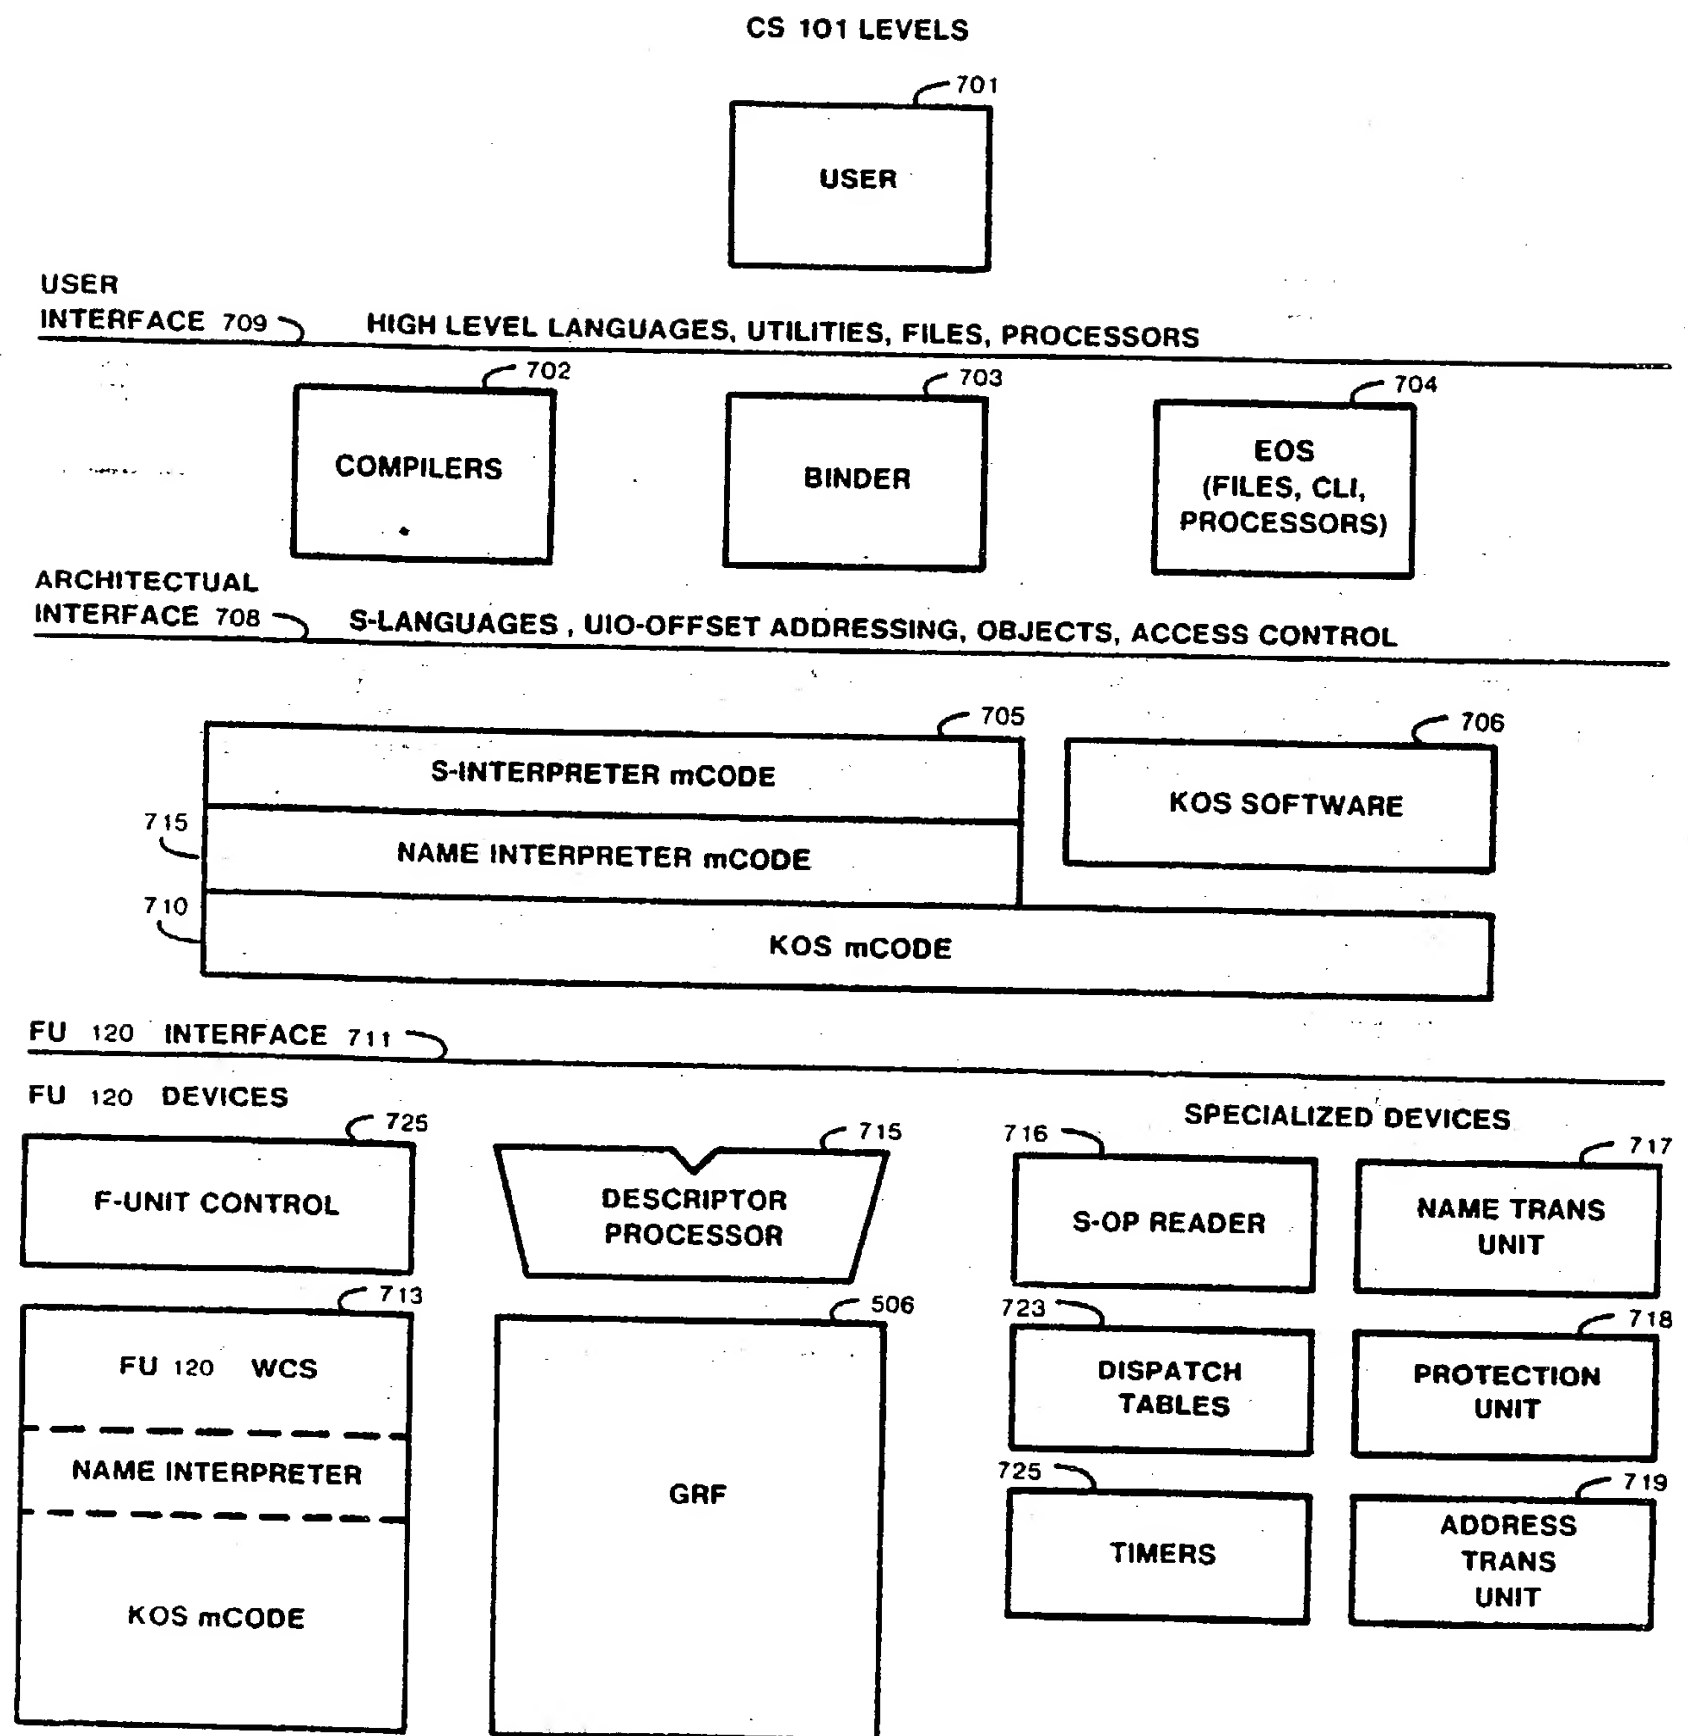 CS 101 LEVELS
701
USER
USER
INTERFACE 709
HIGH LEVEL LANGUAGES, UTILITIES, FILES, PROCESSORS
702
703
704
COMPILERS
BINDER
EOS
(FILES, CLI,
PROCESSORS)
ARCHITECTUAL
INTERFACE 708
S-LANGUAGES , UIO-OFFSET ADDRESSING, OBJECTS, ACCESS CONTROL
705
706
S-INTERPRETER mCODE
KOS SOFTWARE
715
NAME INTERPRETER mCODE
710
KOS mCODE
FU 120 INTERFACE 711
FU 120 DEVICES
SPECIALIZED DEVICES
725
715
716
717
F-UNIT CONTROL
DESCRIPTOR
PROCESSOR
S-OP READER
NAME TRANS
UNIT
713
506
723
718
FU 120 WCS
DISPATCH
TABLES
PROTECTION
UNIT
NAME INTERPRETER
GRF
725
719
KOS mCODE
TIMERS
ADDRESS
TRANS
UNIT